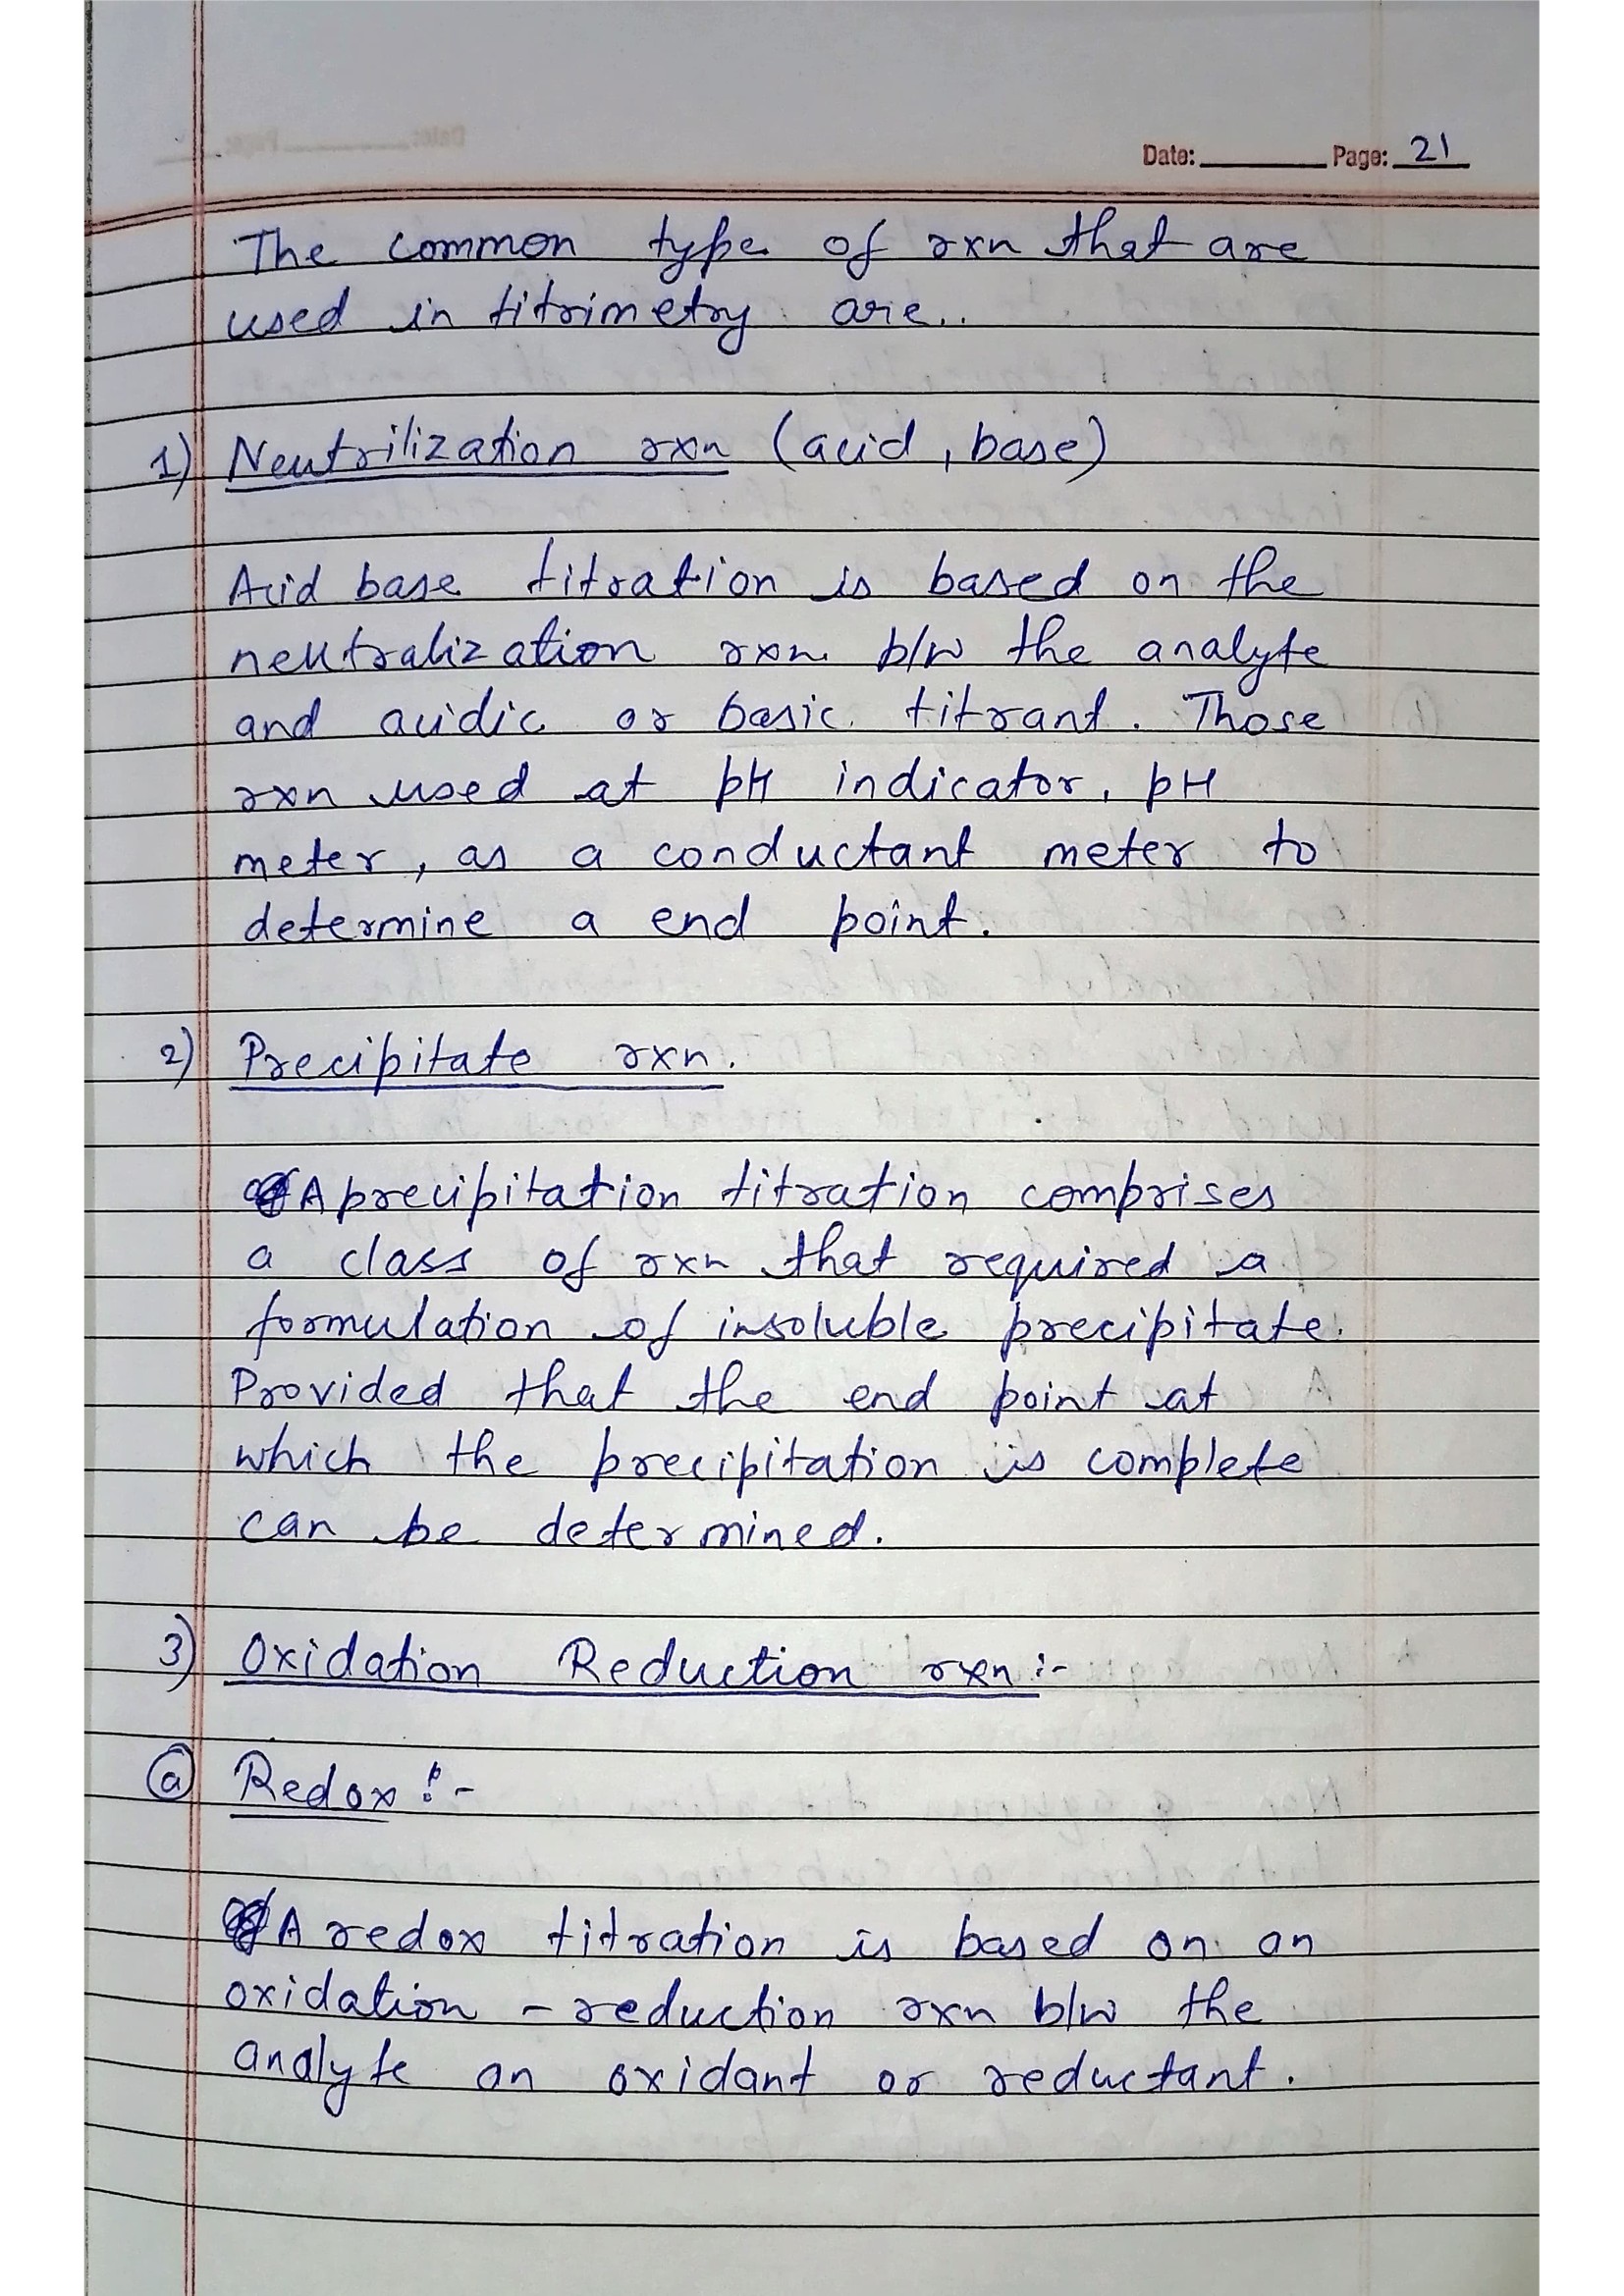 Date: Page: 21
The common type of rxn that are
used in titrimetry are..
1) Neutrilization rxn (acid, base)
Acid base titration is based on the
neutralization rxn b/w the analyte
and acidic or basic titrant. Those
rxn used at pH indicator, pH
meter, as a conductant meter to
determine a end point.
2) Precipitate rxn.
A precipitation titration comprises
a class of rxn that required a
formulation of insoluble precipitate.
Provided that the end point at
which the precipitation is complete
can be determined.
3) Oxidation Reduction rxn :-
(a) Redox :-
A redox titration is based on an
oxidation - reduction rxn b/w the
analyte an oxidant or reductant.